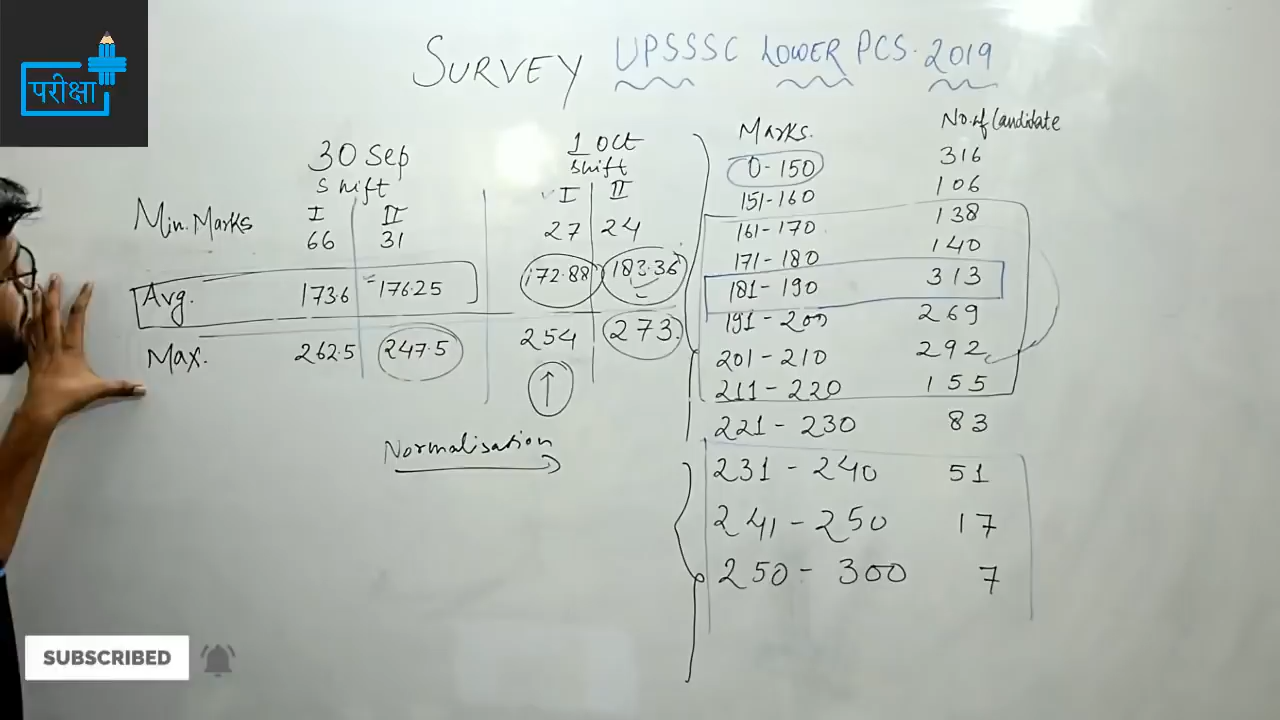 परीक्षा
SURVEY UPSSSC LOWER PCS. 2019
30 Sep
Shift
I II
1 Oct
Shift
I II
Min. Marks 66 31 27 24
Avg. 173.6 176.25 172.88 183.36
Max. 262.5 247.5 254 273.
Normalisation
Marks. No. of Candidate
0-150 316
151-160 106
161-170 138
171-180 140
181-190 313
191-200 269
201-210 292
211-220 155
221-230 83
231-240 51
241-250 17
250-300 7
SUBSCRIBED